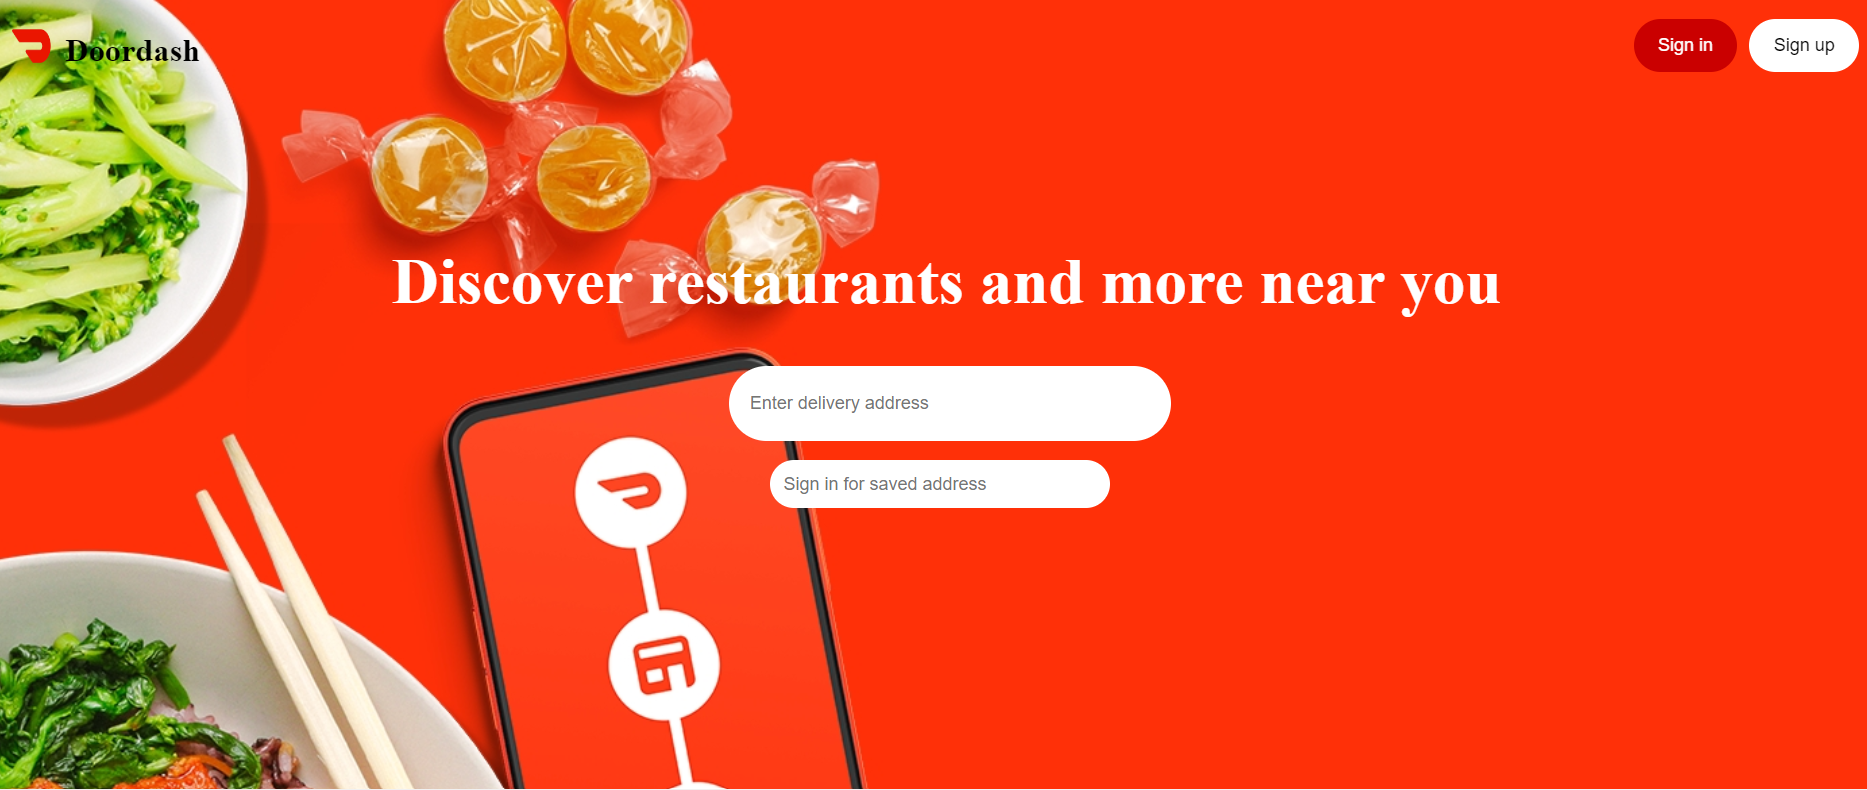 Doordash
Sign in
Sign up
Discover restaurants and more near you
Enter delivery address
Sign in for saved address